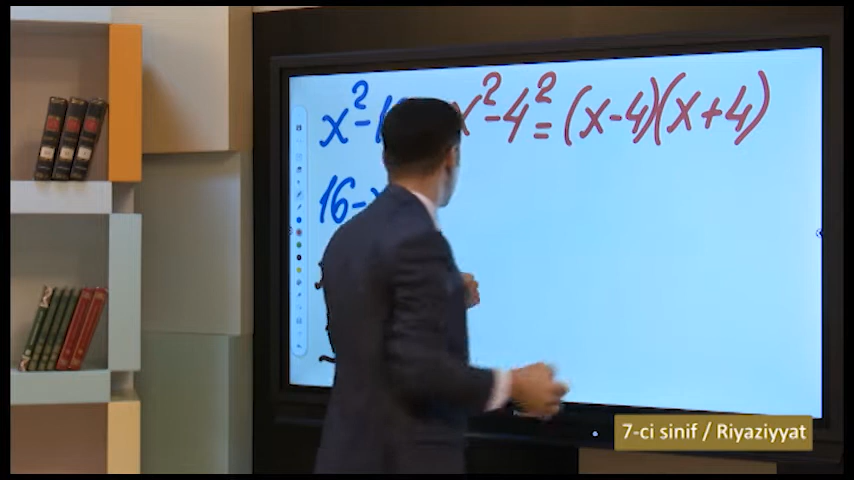 x²-1 x²-4²=(x-4)(x+4)
16-x
7-ci sinif / Riyaziyyat